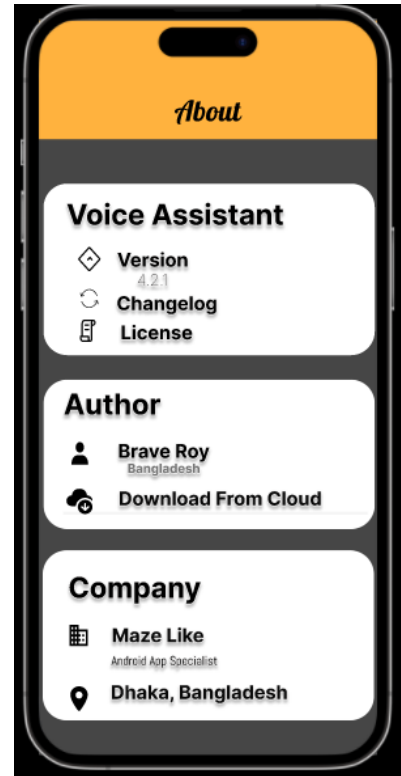 About
Voice Assistant
Version
4.2.1
Changelog
License
Author
Brave Roy
Bangladesh
Download From Cloud
Company
Maze Like
Android App Specialist
Dhaka, Bangladesh